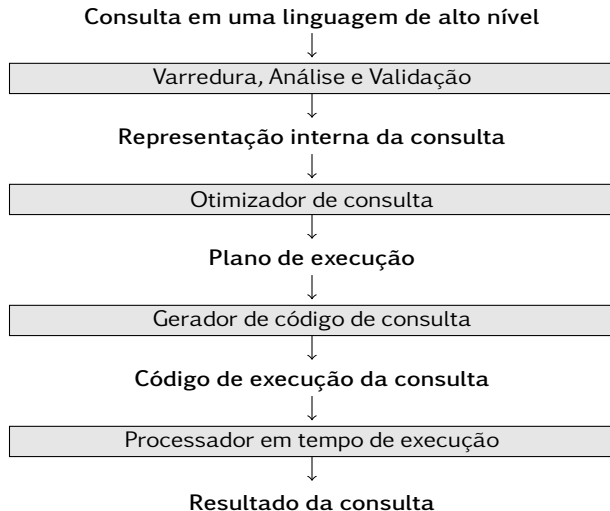 Consulta em uma linguagem de alto nível
Varredura, Análise e Validação
Representação interna da consulta
Otimizador de consulta
Plano de execução
Gerador de código de consulta
Código de execução da consulta
Processador em tempo de execução
Resultado da consulta